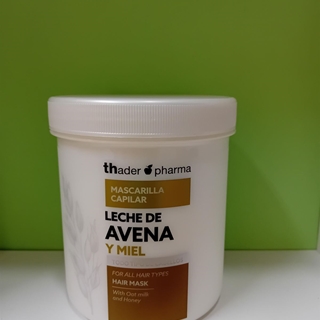 thader pharma
MASCARILLA
CAPILAR
LECHE DE
AVENA
Y MIEL
FOR ALL HAIR TYPES
HAIR MASK
With Oat milk
and Honey